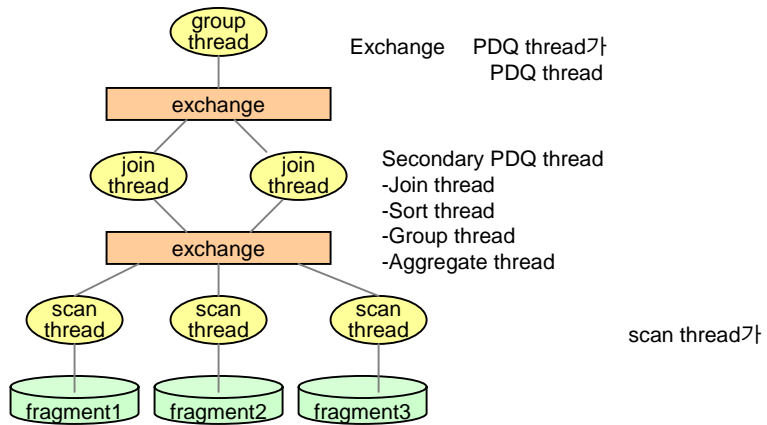 group
thread
Exchange PDQ thread가
PDQ thread
exchange
join
thread
join
thread
Secondary PDQ thread
-Join thread
-Sort thread
-Group thread
-Aggregate thread
exchange
scan
thread
scan
thread
scan
thread
scan thread가
fragment1
fragment2
fragment3